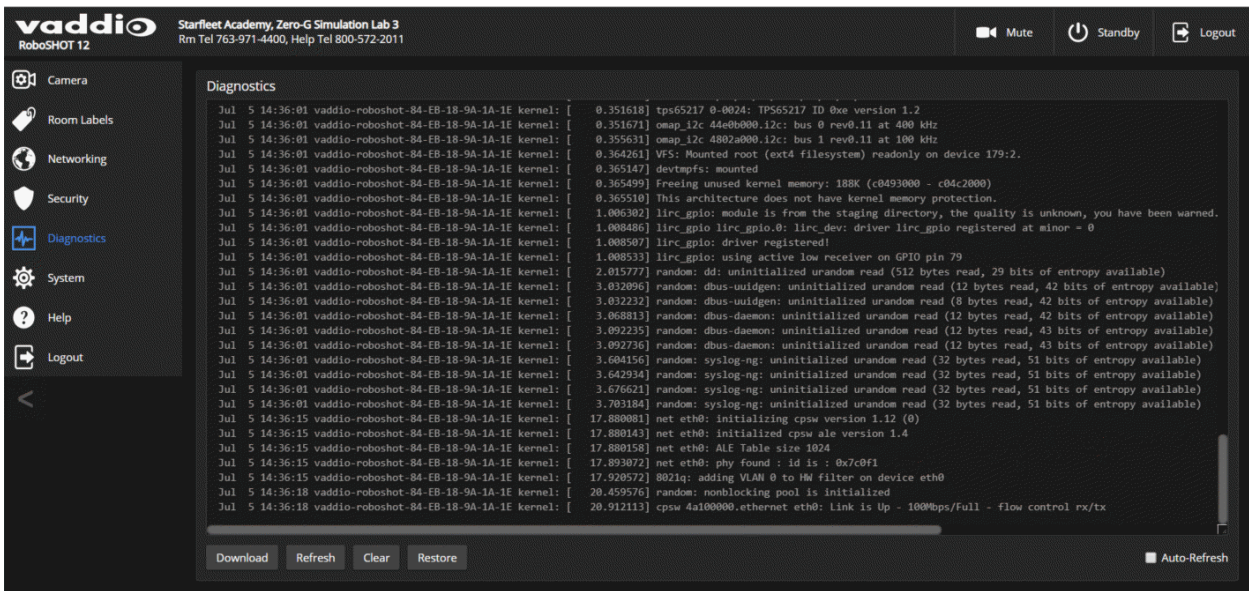 vaddio
RoboSHOT 12
Starfleet Academy, Zero-G Simulation Lab 3
Rm Tel 763-971-4400, Help Tel 800-572-2011
Mute
Standby
Logout
Camera
Room Labels
Networking
Security
Diagnostics
System
Help
Logout
<
Diagnostics
Jul 5 14:36:01 vaddio-roboshot-84-EB-18-9A-1A-1E kernel: [ 0.351618] tps65217 0-0024: TPS65217 ID 0xe version 1.2
Jul 5 14:36:01 vaddio-roboshot-84-EB-18-9A-1A-1E kernel: [ 0.351671] omap_i2c 44e0b000.i2c: bus 0 rev0.11 at 400 kHz
Jul 5 14:36:01 vaddio-roboshot-84-EB-18-9A-1A-1E kernel: [ 0.355631] omap_i2c 4802a000.i2c: bus 1 rev0.11 at 100 kHz
Jul 5 14:36:01 vaddio-roboshot-84-EB-18-9A-1A-1E kernel: [ 0.364261] VFS: Mounted root (ext4 filesystem) readonly on device 179:2.
Jul 5 14:36:01 vaddio-roboshot-84-EB-18-9A-1A-1E kernel: [ 0.365147] devtmpfs: mounted
Jul 5 14:36:01 vaddio-roboshot-84-EB-18-9A-1A-1E kernel: [ 0.365499] Freeing unused kernel memory: 188K (c0493000 - c04c2000)
Jul 5 14:36:01 vaddio-roboshot-84-EB-18-9A-1A-1E kernel: [ 0.365510] This architecture does not have kernel memory protection.
Jul 5 14:36:01 vaddio-roboshot-84-EB-18-9A-1A-1E kernel: [ 1.006302] lirc_gpio: module is from the staging directory, the quality is unknown, you have been warned.
Jul 5 14:36:01 vaddio-roboshot-84-EB-18-9A-1A-1E kernel: [ 1.008486] lirc_gpio lirc_gpio.0: lirc_dev: driver lirc_gpio registered at minor = 0
Jul 5 14:36:01 vaddio-roboshot-84-EB-18-9A-1A-1E kernel: [ 1.008507] lirc_gpio: driver registered!
Jul 5 14:36:01 vaddio-roboshot-84-EB-18-9A-1A-1E kernel: [ 1.008533] lirc_gpio: using active low receiver on GPIO pin 79
Jul 5 14:36:01 vaddio-roboshot-84-EB-18-9A-1A-1E kernel: [ 2.015777] random: dd: uninitialized urandom read (512 bytes read, 29 bits of entropy available)
Jul 5 14:36:01 vaddio-roboshot-84-EB-18-9A-1A-1E kernel: [ 3.032096] random: dbus-uuidgen: uninitialized urandom read (12 bytes read, 42 bits of entropy available)
Jul 5 14:36:01 vaddio-roboshot-84-EB-18-9A-1A-1E kernel: [ 3.032232] random: dbus-uuidgen: uninitialized urandom read (8 bytes read, 42 bits of entropy available)
Jul 5 14:36:01 vaddio-roboshot-84-EB-18-9A-1A-1E kernel: [ 3.068813] random: dbus-daemon: uninitialized urandom read (12 bytes read, 42 bits of entropy available)
Jul 5 14:36:01 vaddio-roboshot-84-EB-18-9A-1A-1E kernel: [ 3.092235] random: dbus-daemon: uninitialized urandom read (12 bytes read, 43 bits of entropy available)
Jul 5 14:36:01 vaddio-roboshot-84-EB-18-9A-1A-1E kernel: [ 3.092736] random: dbus-daemon: uninitialized urandom read (12 bytes read, 43 bits of entropy available)
Jul 5 14:36:01 vaddio-roboshot-84-EB-18-9A-1A-1E kernel: [ 3.604156] random: syslog-ng: uninitialized urandom read (32 bytes read, 51 bits of entropy available)
Jul 5 14:36:01 vaddio-roboshot-84-EB-18-9A-1A-1E kernel: [ 3.642934] random: syslog-ng: uninitialized urandom read (32 bytes read, 51 bits of entropy available)
Jul 5 14:36:01 vaddio-roboshot-84-EB-18-9A-1A-1E kernel: [ 3.676621] random: syslog-ng: uninitialized urandom read (32 bytes read, 51 bits of entropy available)
Jul 5 14:36:01 vaddio-roboshot-84-EB-18-9A-1A-1E kernel: [ 3.703184] random: syslog-ng: uninitialized urandom read (32 bytes read, 51 bits of entropy available)
Jul 5 14:36:15 vaddio-roboshot-84-EB-18-9A-1A-1E kernel: [ 17.880081] net eth0: initializing cpsw version 1.12 (0)
Jul 5 14:36:15 vaddio-roboshot-84-EB-18-9A-1A-1E kernel: [ 17.880143] net eth0: initialized cpsw ale version 1.4
Jul 5 14:36:15 vaddio-roboshot-84-EB-18-9A-1A-1E kernel: [ 17.880158] net eth0: ALE Table size 1024
Jul 5 14:36:15 vaddio-roboshot-84-EB-18-9A-1A-1E kernel: [ 17.893072] net eth0: phy found : id is : 0x7c0f1
Jul 5 14:36:15 vaddio-roboshot-84-EB-18-9A-1A-1E kernel: [ 17.920572] 8021q: adding VLAN 0 to HW filter on device eth0
Jul 5 14:36:18 vaddio-roboshot-84-EB-18-9A-1A-1E kernel: [ 20.459576] random: nonblocking pool is initialized
Jul 5 14:36:18 vaddio-roboshot-84-EB-18-9A-1A-1E kernel: [ 20.912113] cpsw 4a100000.ethernet eth0: Link is Up - 100Mbps/Full - flow control rx/tx
Download
Refresh
Clear
Restore
Auto-Refresh